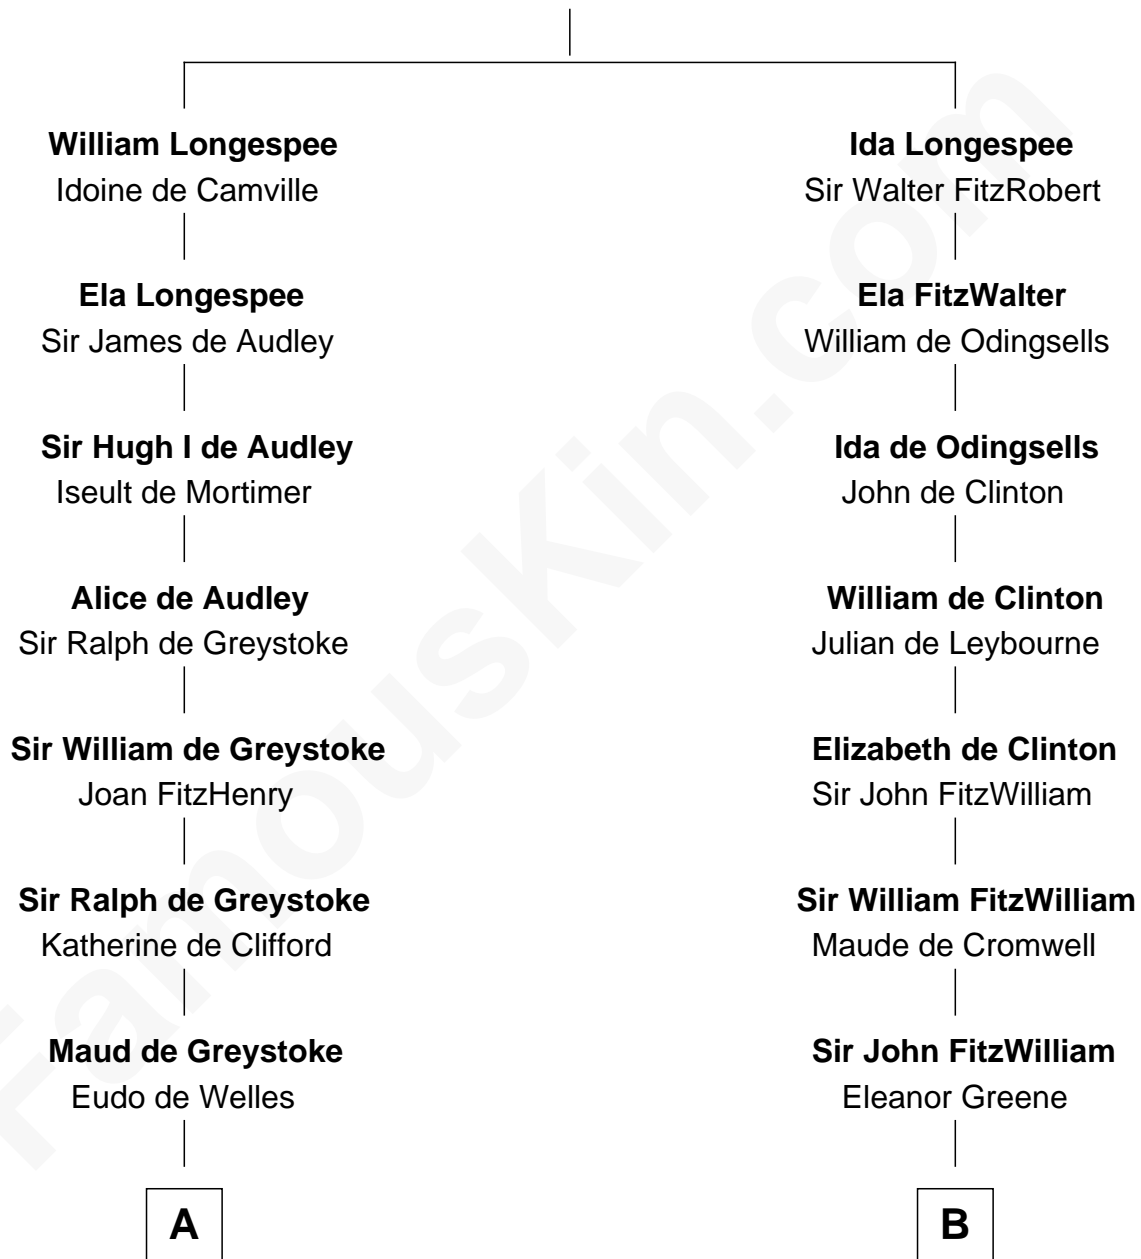 William Longespee
Idoine de Camville
Ela Longespee
Sir James de Audley
Sir Hugh I de Audley
Iseult de Mortimer
Alice de Audley
Sir Ralph de Greystoke
Sir William de Greystoke
Joan FitzHenry
Sir Ralph de Greystoke
Katherine de Clifford
Maud de Greystoke
Eudo de Welles
A
Ida Longespee
Sir Walter FitzRobert
Ela FitzWalter
William de Odingsells
Ida de Odingsells
John de Clinton
William de Clinton
Julian de Leybourne
Elizabeth de Clinton
Sir John FitzWilliam
Sir William FitzWilliam
Maude de Cromwell
Sir John FitzWilliam
Eleanor Greene
B
FamousKin.com